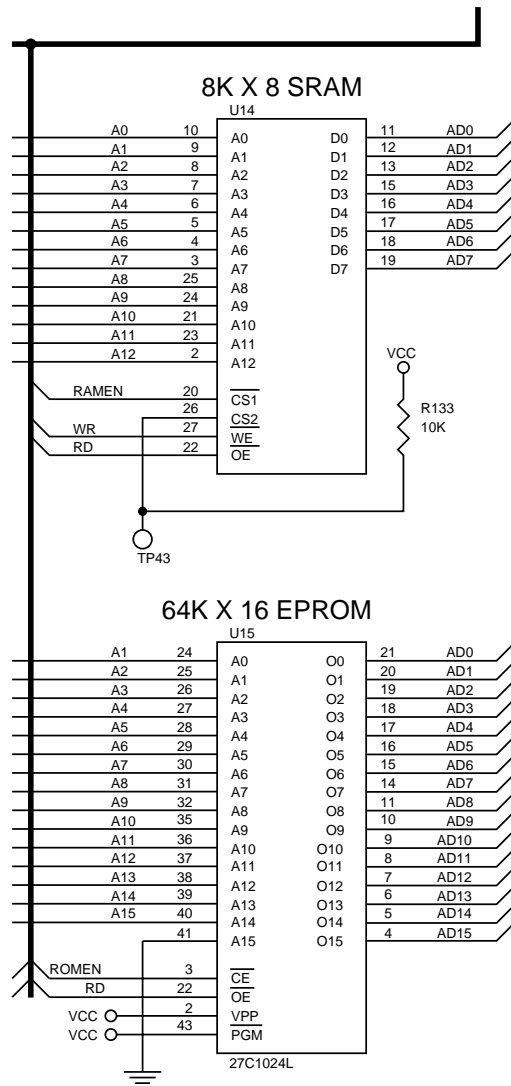 8K X 8 SRAM
U14
A0 10 A0 D0 11 AD0
A1 9 A1 D1 12 AD1
A2 8 A2 D2 13 AD2
A3 7 A3 D3 15 AD3
A4 6 A4 D4 16 AD4
A5 5 A5 D5 17 AD5
A6 4 A6 D6 18 AD6
A7 3 A7 D7 19 AD7
A8 25 A8
A9 24 A9
A10 21 A10
A11 23 A11
A12 2 A12
VCC
RAMEN 20 CS1
26 CS2
R133
10K
WR 27 WE
RD 22 OE
TP43
64K X 16 EPROM
U15
A1 24 A0 O0 21 AD0
A2 25 A1 O1 20 AD1
A3 26 A2 O2 19 AD2
A4 27 A3 O3 18 AD3
A5 28 A4 O4 17 AD4
A6 29 A5 O5 16 AD5
A7 30 A6 O6 15 AD6
A8 31 A7 O7 14 AD7
A9 32 A8 O8 11 AD8
A10 35 A9 O9 10 AD9
A11 36 A10 O10 9 AD10
A12 37 A11 O11 8 AD11
A13 38 A12 O12 7 AD12
A14 39 A13 O13 6 AD13
A15 40 A14 O14 5 AD14
41 A15 O15 4 AD15
ROMEN 3 CE
RD 22 OE
VCC 2 VPP
VCC 43 PGM
27C1024L